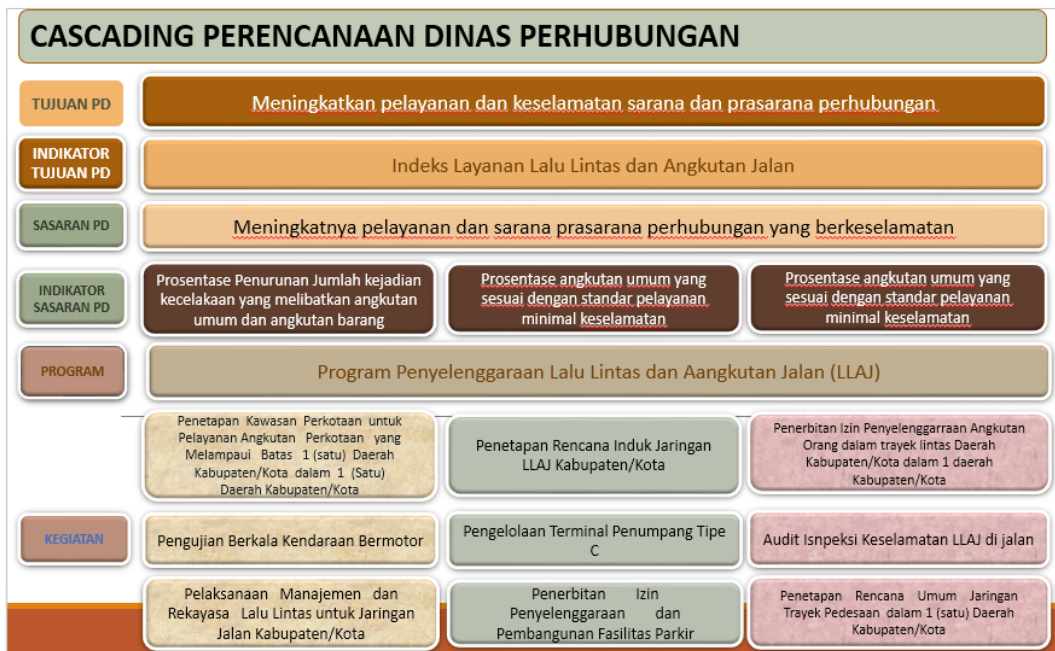 CASCADING PERENCANAAN DINAS PERHUBUNGAN
TUJUAN PD
Meningkatkan pelayanan dan keselamatan sarana dan prasarana perhubungan
INDIKATOR
TUJUAN PD
Indeks Layanan Lalu Lintas dan Angkutan Jalan
SASARAN PD
Meningkatnya pelayanan dan sarana prasarana perhubungan yang berkeselamatan
INDIKATOR
SASARAN PD
Prosentase Penurunan Jumlah kejadian
kecelakaan yang melibatkan angkutan
umum dan angkutan barang
Prosentase angkutan umum yang
sesuai dengan standar pelayanan
minimal keselamatan
Prosentase angkutan umum yang
sesuai dengan standar pelayanan
minimal keselamatan
PROGRAM
Program Penyelenggaraan Lalu Lintas dan Aangkutan Jalan (LLAJ)
Penetapan Kawasan Perkotaan untuk
Pelayanan Angkutan Perkotaan yang
Melampaui Batas 1 (satu) Daerah
Kabupaten/Kota dalam 1 (Satu)
Daerah Kabupaten/Kota
Penetapan Rencana Induk Jaringan
LLAJ Kabupaten/Kota
Penerbitan Izin Penyelenggarraan Angkutan
Orang dalam trayek lintas Daerah
Kabupaten/Kota dalam 1 daerah
Kabupaten/Kota
KEGIATAN
Pengujian Berkala Kendaraan Bermotor
Pengelolaan Terminal Penumpang Tipe
C
Audit Isnpeksi Keselamatan LLAJ di jalan
Pelaksanaan Manajemen dan
Rekayasa Lalu Lintas untuk Jaringan
Jalan Kabupaten/Kota
Penerbitan Izin
Penyelenggaraan dan
Pembangunan Fasilitas Parkir
Penetapan Rencana Umum Jaringan
Trayek Pedesaan dalam 1 (satu) Daerah
Kabupaten/Kota